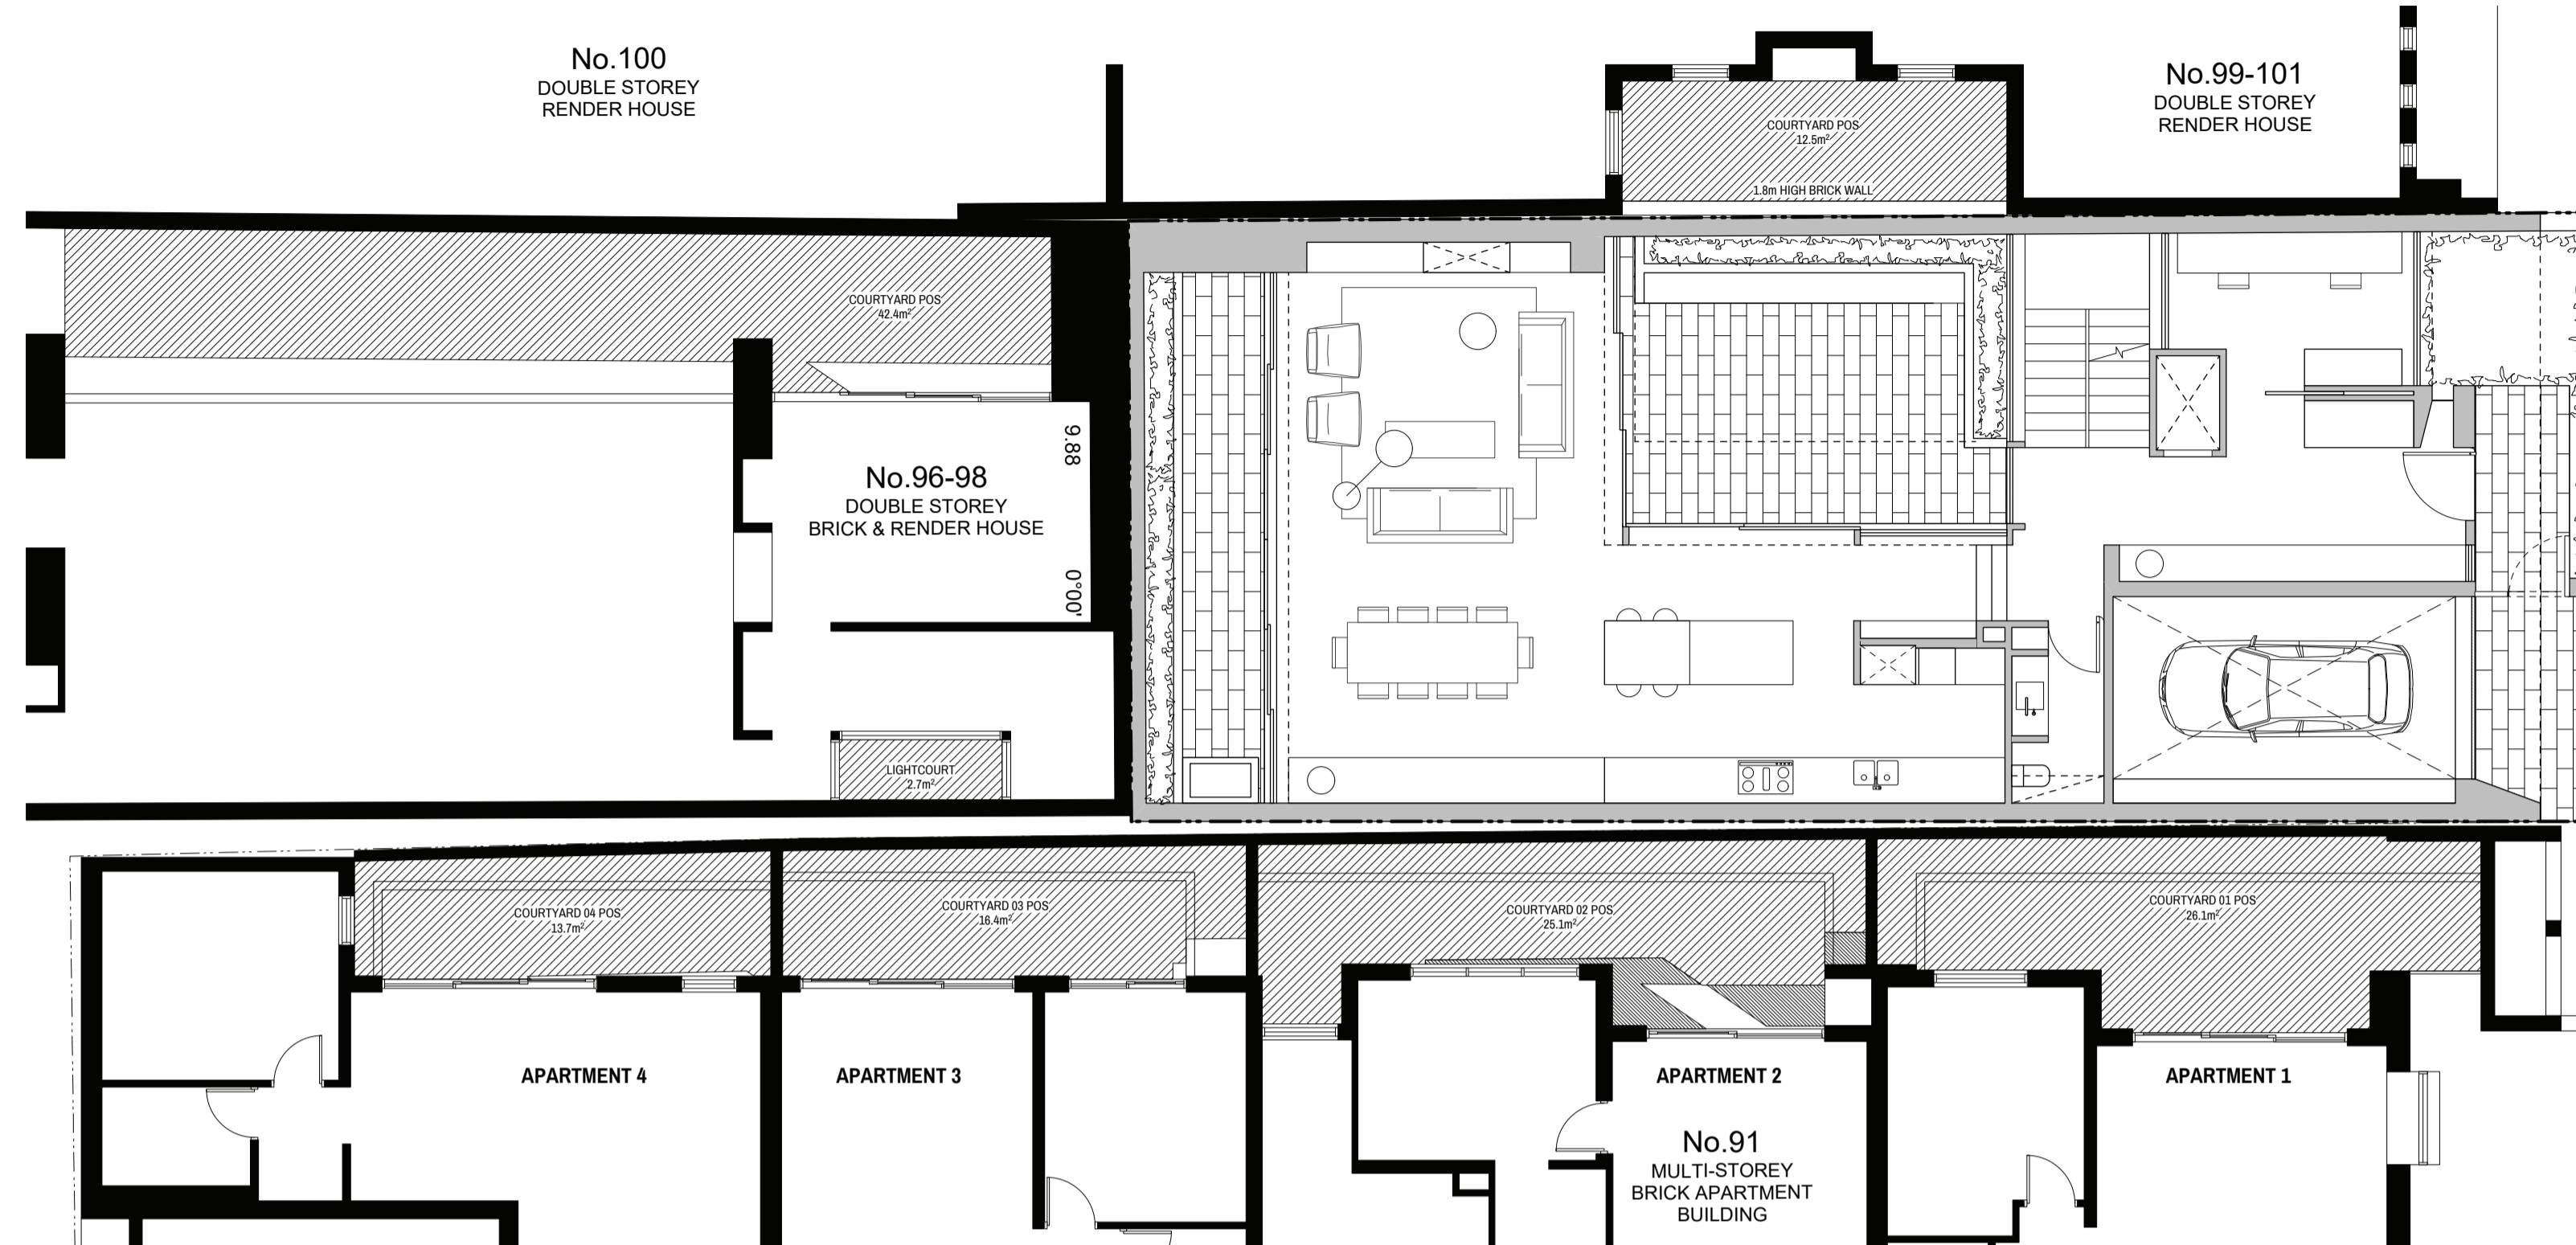 No.100
DOUBLE STOREY
RENDER HOUSE
No.99-101
DOUBLE STOREY
RENDER HOUSE
COURTYARD POS
12.5m²
1.8m HIGH BRICK WALL
COURTYARD POS
42.4m²
9.88
0°00'
No.96-98
DOUBLE STOREY
BRICK & RENDER HOUSE
LIGHTCOURT
2.7m²
COURTYARD 04 POS
13.7m²
COURTYARD 03 POS
16.4m²
COURTYARD 02 POS
25.1m²
COURTYARD 01 POS
26.1m²
APARTMENT 4
APARTMENT 3
APARTMENT 2
APARTMENT 1
No.91
MULTI-STOREY
BRICK APARTMENT
BUILDING